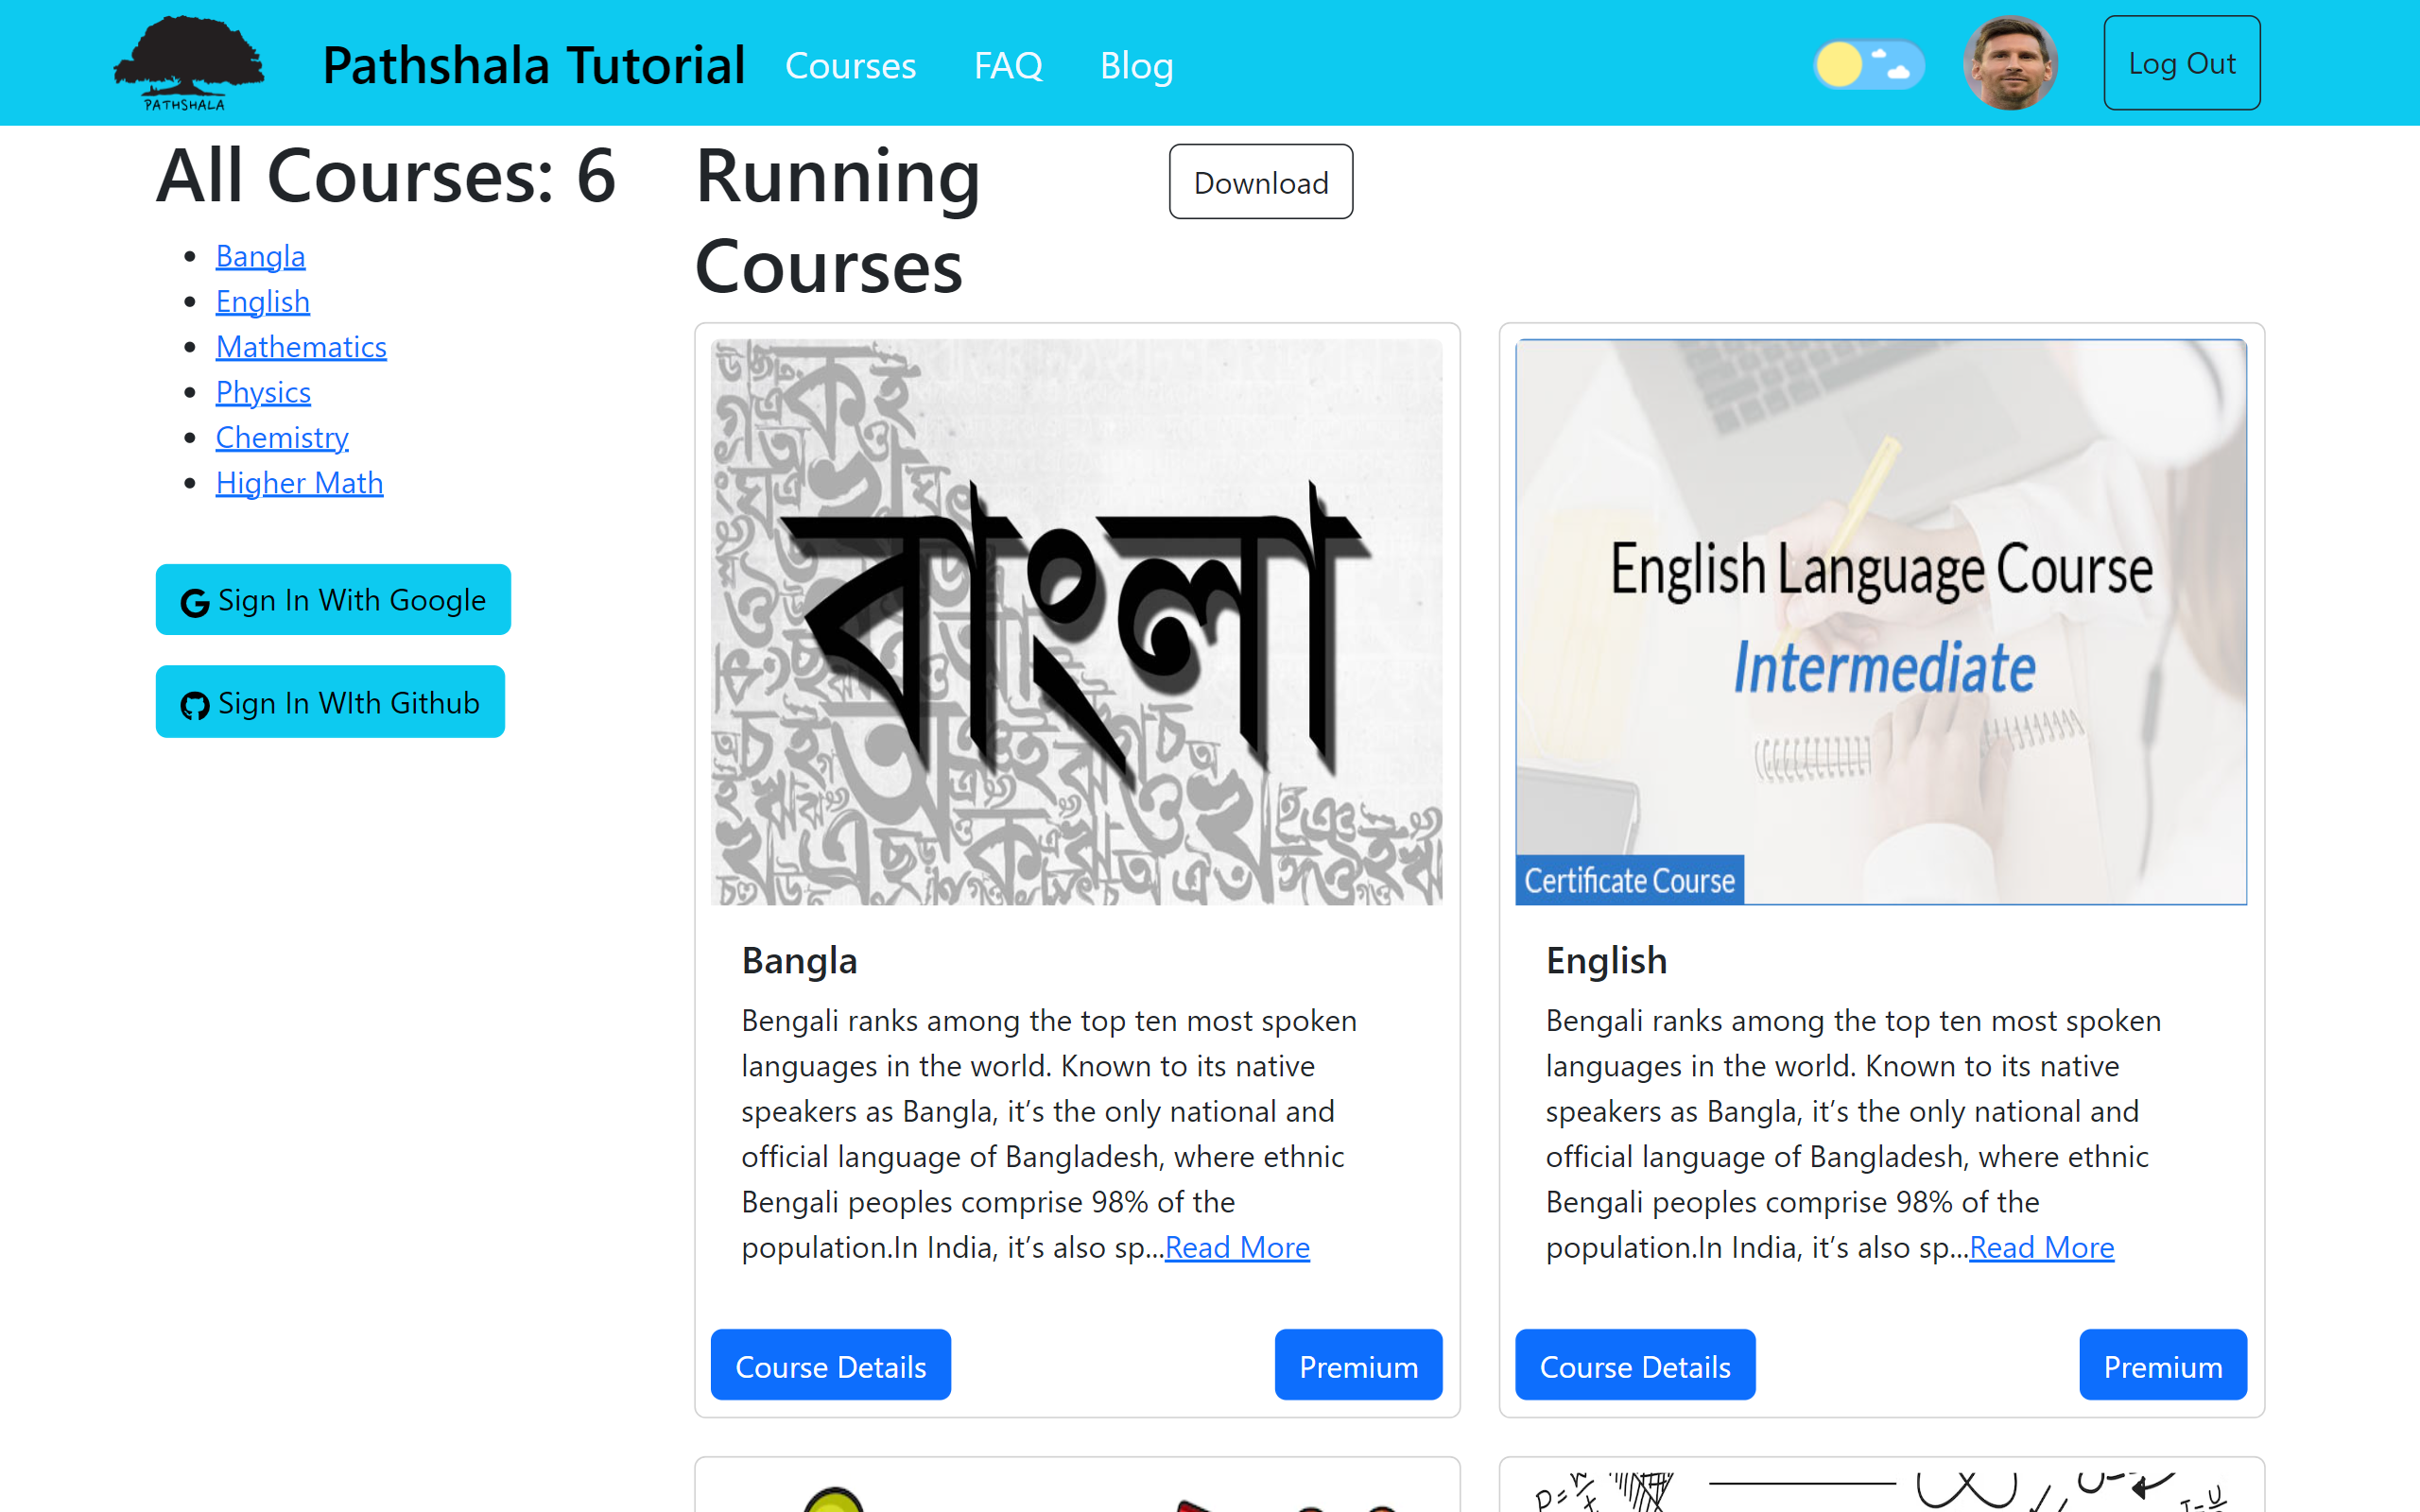 PATHSHALA
Pathshala Tutorial
Courses
FAQ
Blog
Log Out
All Courses: 6
Bangla
English
Mathematics
Physics
Chemistry
Higher Math
Sign In With Google
Sign In WIth Github
Running
Courses
Download
বাংলা
Bangla
Bengali ranks among the top ten most spoken
languages in the world. Known to its native
speakers as Bangla, it’s the only national and
official language of Bangladesh, where ethnic
Bengali peoples comprise 98% of the
population.In India, it’s also sp...Read More
Course Details
Premium
English Language Course
Intermediate
Certificate Course
English
Bengali ranks among the top ten most spoken
languages in the world. Known to its native
speakers as Bangla, it’s the only national and
official language of Bangladesh, where ethnic
Bengali peoples comprise 98% of the
population.In India, it’s also sp...Read More
Course Details
Premium